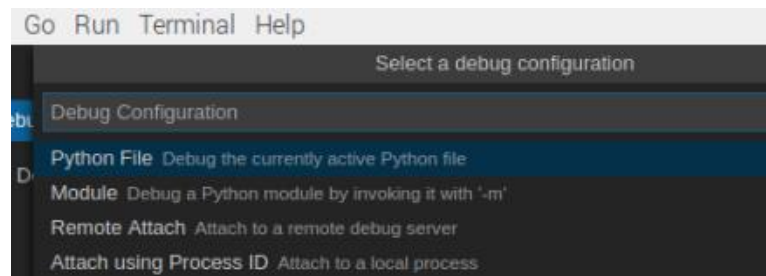 Go Run Terminal Help
Select a debug configuration
Debug Configuration
Python File Debug the currently active Python file
Module Debug a Python module by invoking it with '-m'
Remote Attach Attach to a remote debug server
Attach using Process ID Attach to a local process